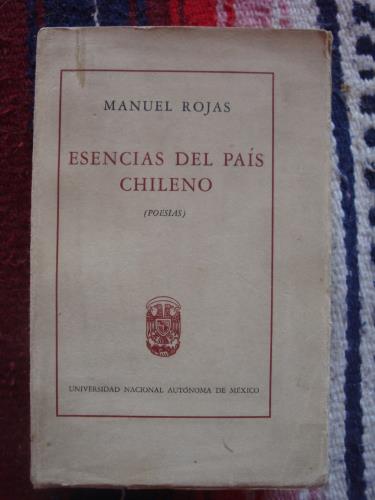 MANUEL ROJAS
ESENCIAS DEL PAÍS
CHILENO
(POESIAS)
UNIVERSIDAD NACIONAL AUTÓNOMA DE MÉXICO